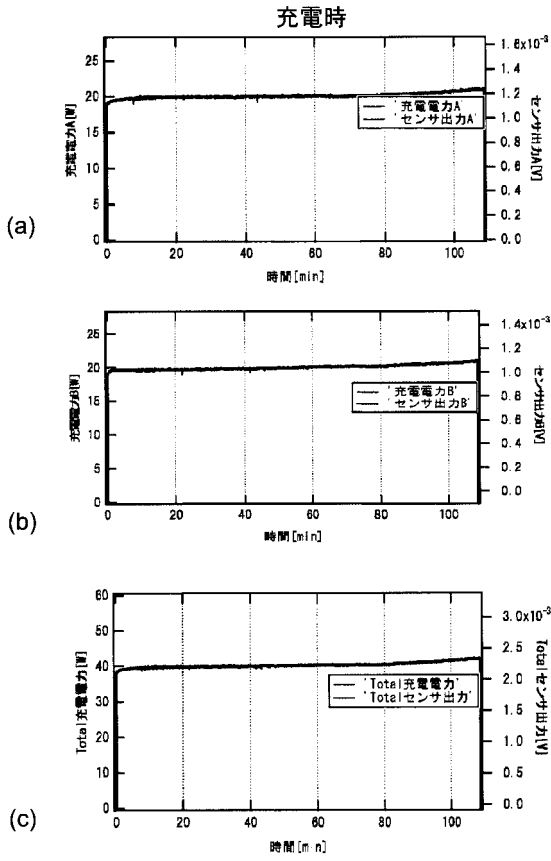 充電時
(a)
充電電力A[W]
25
20
15
10
5
0
1.6x10⁻³
1.4
1.2
1.0
0.8
0.6
0.4
0.2
0.0
センサ出力A[V]
'充電電力A'
'センサ出力A'
0 20 40 60 80 100
時間[min]
(b)
充電電力B[W]
25
20
15
10
5
0
1.4x10⁻³
1.2
1.0
0.8
0.6
0.4
0.2
0.0
センサ出力B[V]
'充電電力B'
'センサ出力B'
0 20 40 60 80 100
時間[min]
(c)
Total充電電力[W]
60
50
40
30
20
10
0
3.0x10⁻³
2.5
2.0
1.5
1.0
0.5
0.0
Totalセンサ出力[V]
'Total充電電力'
'Totalセンサ出力'
0 20 40 60 80 100
時間[min]